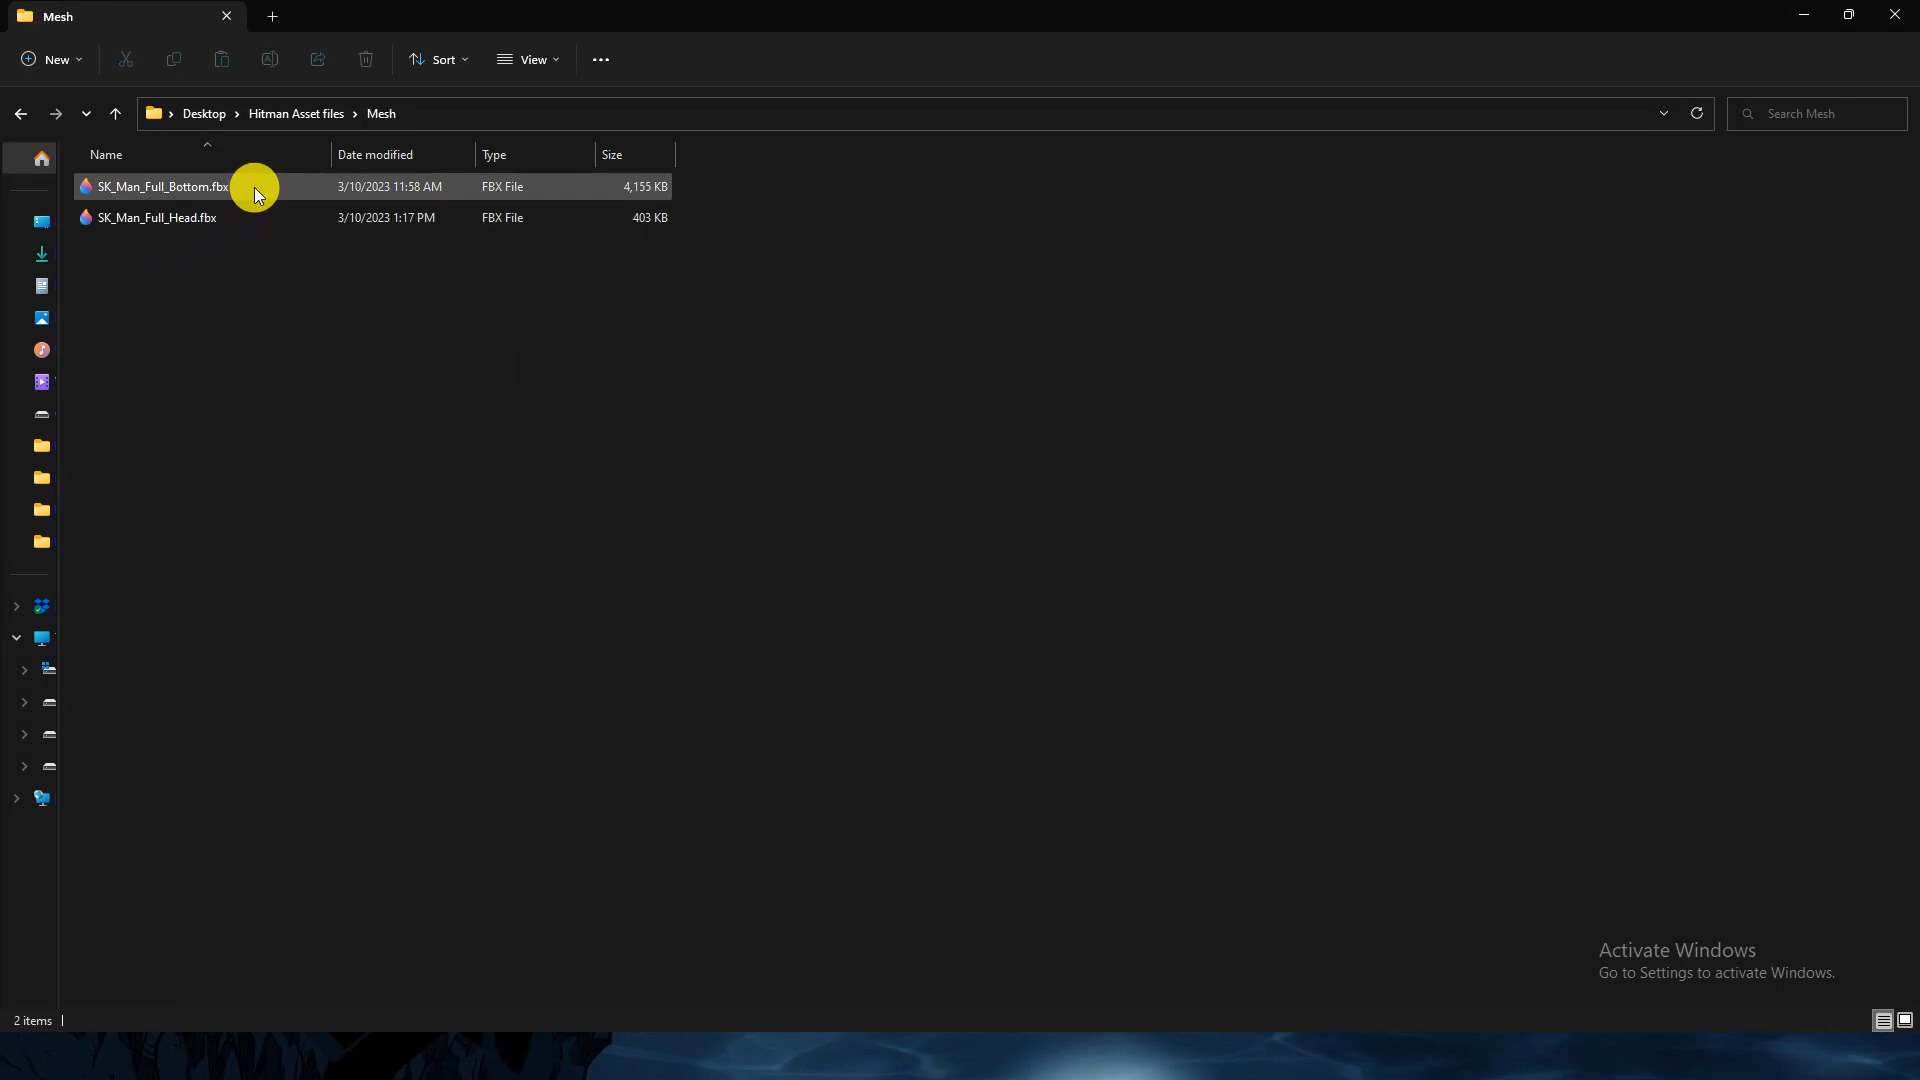 Mesh
New
Sort
View
Desktop > Hitman Asset files > Mesh
Search Mesh
Name Date modified Type Size
SK_Man_Full_Bottom.fbx 3/10/2023 11:58 AM FBX File 4,155 KB
SK_Man_Full_Head.fbx 3/10/2023 1:17 PM FBX File 403 KB
Activate Windows
Go to Settings to activate Windows.
2 items